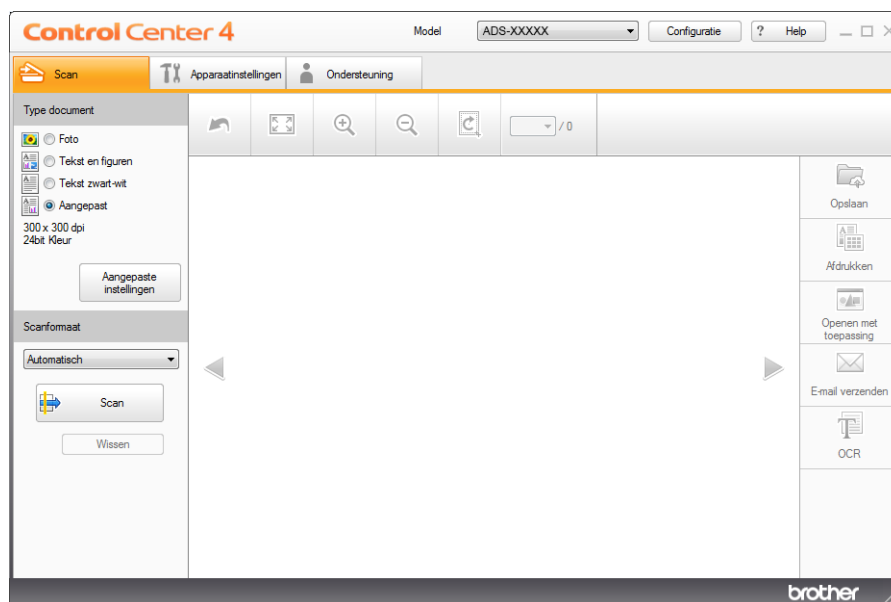 Control Center 4
Model
ADS-XXXXX
Configuratie
? Help
Scan
Apparaatinstellingen
Ondersteuning
Type document
Foto
Tekst en figuren
Tekst zwart-wit
Aangepast
300 x 300 dpi
24bit Kleur
Aangepaste
instellingen
Scanformaat
Automatisch
Scan
Wissen
/ 0
Opslaan
Afdrukken
Openen met
toepassing
E-mail verzenden
OCR
brother